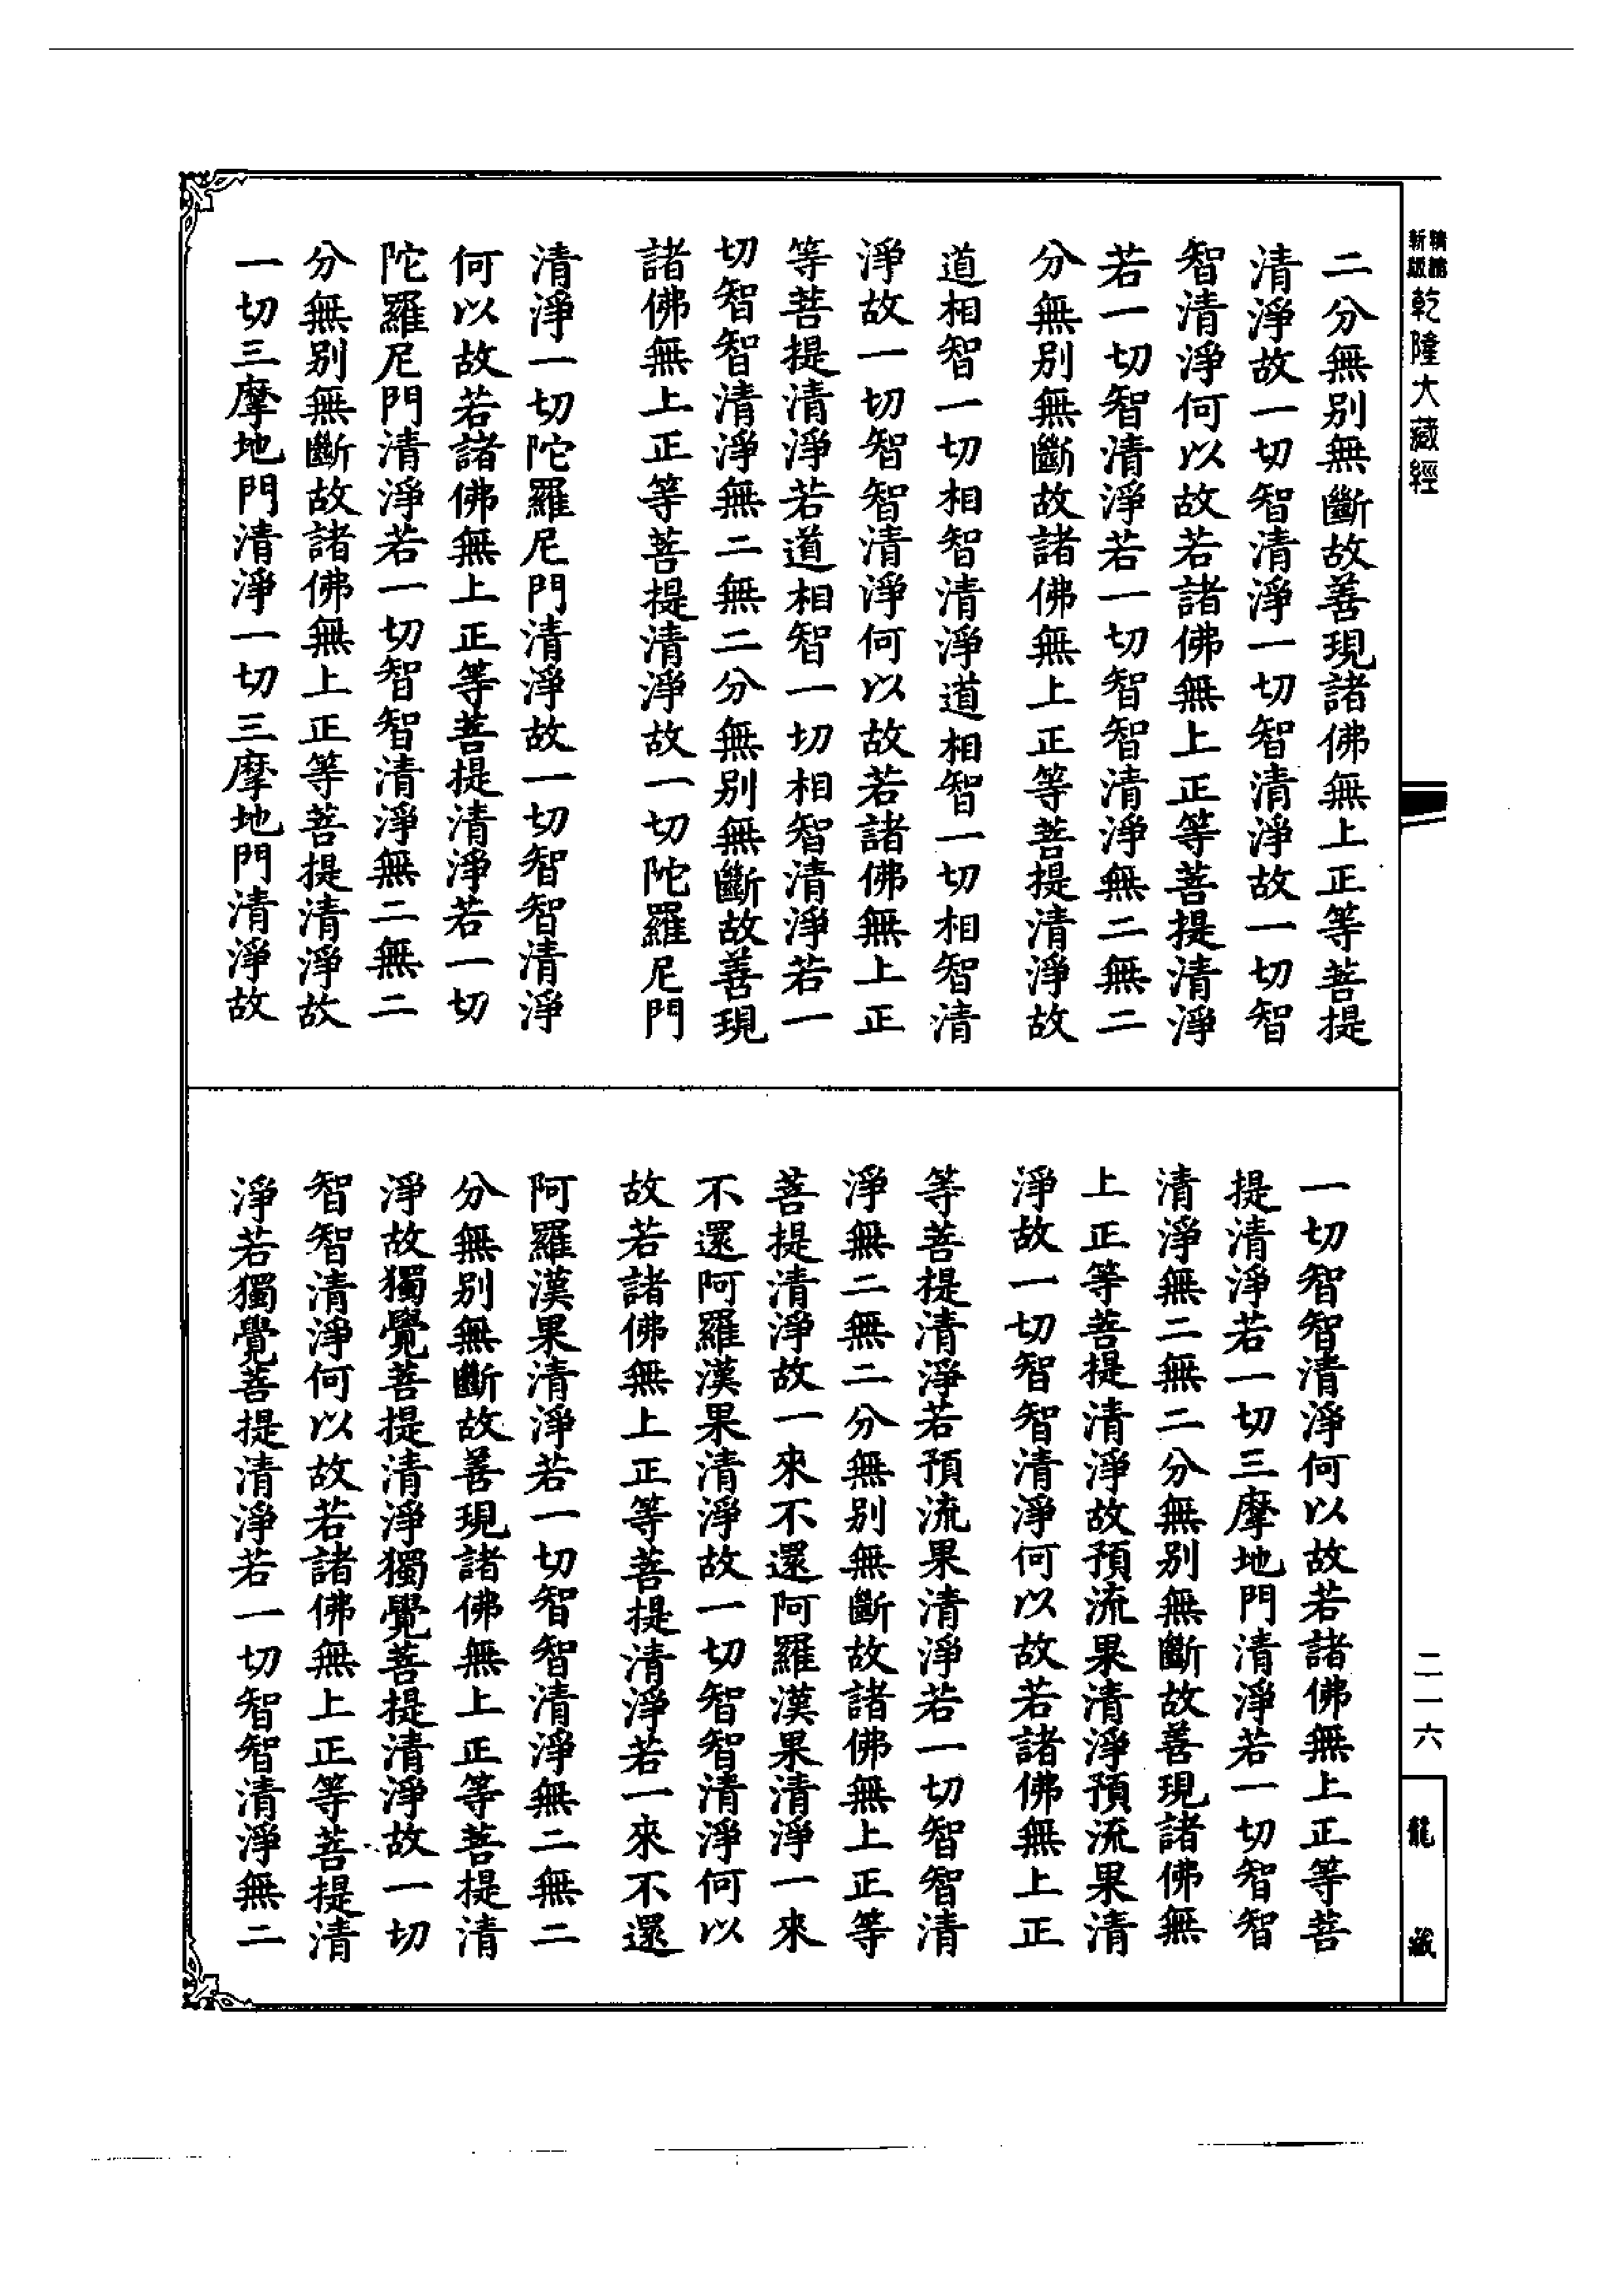 乾隆大藏經
二分無別無斷故善現諸佛無上正等菩提
清淨故一切智清淨一切智清淨故一切智
智清淨何以故若諸佛無上正等菩提清淨
若一切智清淨若一切智智清淨無二無二
分無別無斷故諸佛無上正等菩提清淨故
道相智一切相智清淨道相智一切相智清
淨故一切智智清淨何以故若諸佛無上正
等菩提清淨若道相智一切相智清淨若一
切智智清淨無二無二分無別無斷故善現
諸佛無上正等菩提清淨故一切陀羅尼門
清淨一切陀羅尼門清淨故一切智智清淨
何以故若諸佛無上正等菩提清淨若一切
陀羅尼門清淨若一切智智清淨無二無二
分無別無斷故諸佛無上正等菩提清淨故
一切三摩地門清淨一切三摩地門清淨故
一切智智清淨何以故若諸佛無上正等菩
提清淨若一切三摩地門清淨若一切智智
清淨無二無二分無別無斷故善現諸佛無
上正等菩提清淨故預流果清淨預流果清
淨故一切智智清淨何以故若諸佛無上正
等菩提清淨若預流果清淨若一切智智清
淨無二無二分無別無斷故諸佛無上正等
菩提清淨故一來不還阿羅漢果清淨一來
不還阿羅漢果清淨故一切智智清淨何以
故若諸佛無上正等菩提清淨若一來不還
阿羅漢果清淨若一切智智清淨無二無二
分無別無斷故善現諸佛無上正等菩提清
淨故獨覺菩提清淨獨覺菩提清淨故一切
智智清淨何以故若諸佛無上正等菩提清
淨若獨覺菩提清淨若一切智智清淨無二
二一六
龍藏